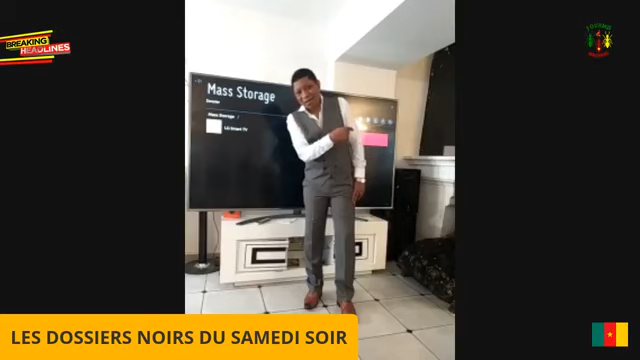 BREAKING
HEADLINES
Mass Storage
Mass Storage /
LG Smart TV
LES DOSSIERS NOIRS DU SAMEDI SOIR